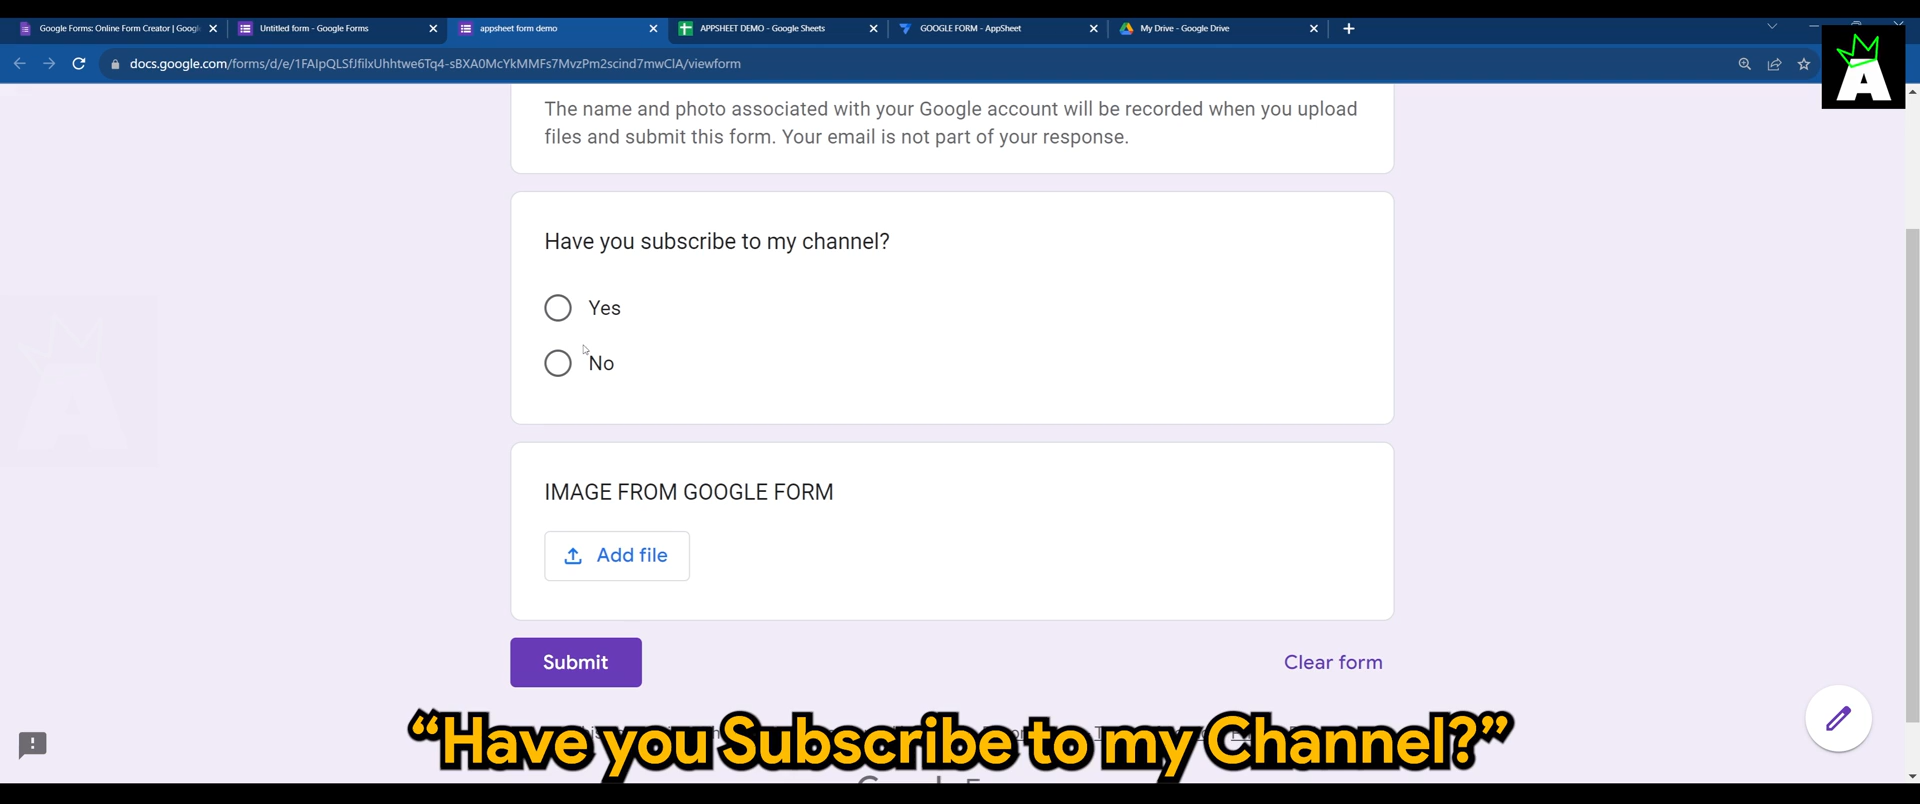 Google Forms: Online Form Creator | Google
Untitled form - Google Forms
appsheet form demo
APPSHEET DEMO - Google Sheets
GOOGLE FORM - AppSheet
My Drive - Google Drive
A
docs.google.com/forms/d/e/1FAIpQLSfJfilxUhhtwe6Tq4-sBXA0McYkMMFs7MvzPm2scind7mwClA/viewform
The name and photo associated with your Google account will be recorded when you upload
files and submit this form. Your email is not part of your response.
Have you subscribe to my channel?
Yes
No
IMAGE FROM GOOGLE FORM
Add file
Submit
Clear form
“Have you Subscribe to my Channel?”